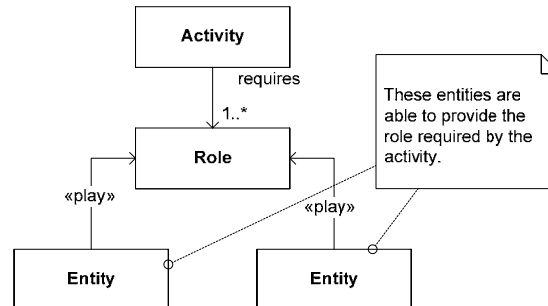 Activity
requires
1..*
These entities are
able to provide the
role required by the
activity.
Role
«play»
«play»
Entity
Entity